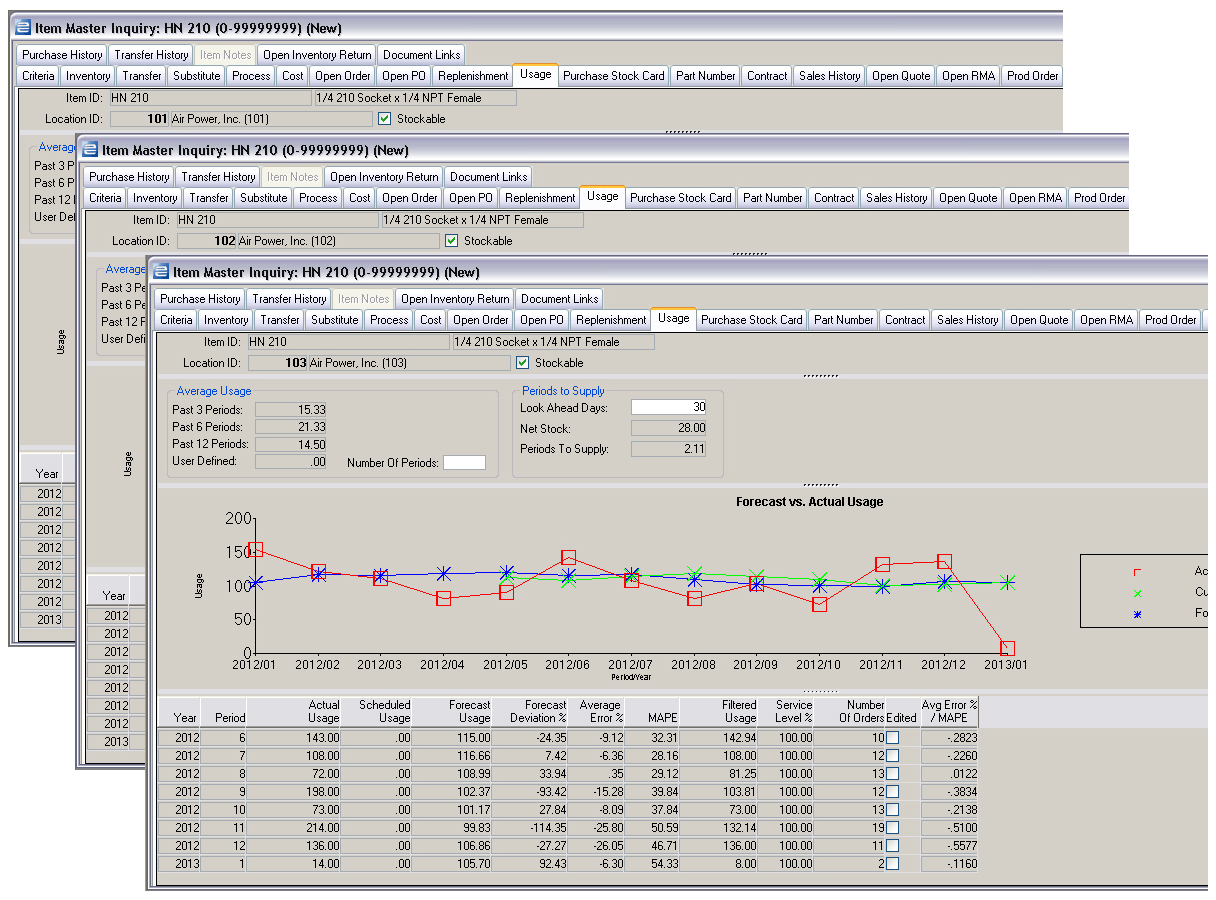 Item Master Inquiry: HN 210 (0-99999999) (New)
Purchase History Transfer History Item Notes Open Inventory Return Document Links
Criteria Inventory Transfer Substitute Process Cost Open Order Open PO Replenishment Usage Purchase Stock Card Part Number Contract Sales History Open Quote Open RMA Prod Order
Item ID: HN 210 1/4 210 Socket x 1/4 NPT Female
Location ID: 101 Air Power, Inc. (101) Stockable
Average
Past 3 P
Past 6 P
Past 12
User Def
Usage
Year
2012
2012
2012
2012
2012
2012
2012
2013
Item Master Inquiry: HN 210 (0-99999999) (New)
Purchase History Transfer History Item Notes Open Inventory Return Document Links
Criteria Inventory Transfer Substitute Process Cost Open Order Open PO Replenishment Usage Purchase Stock Card Part Number Contract Sales History Open Quote Open RMA Prod Order
Item ID: HN 210 1/4 210 Socket x 1/4 NPT Female
Location ID: 102 Air Power, Inc. (102) Stockable
Average
Past 3 Pe
Past 6 Pe
Past 12 F
User Defi
Usage
Year
2012
2012
2012
2012
2012
2012
2012
2013
Item Master Inquiry: HN 210 (0-99999999) (New)
Purchase History Transfer History Item Notes Open Inventory Return Document Links
Criteria Inventory Transfer Substitute Process Cost Open Order Open PO Replenishment Usage Purchase Stock Card Part Number Contract Sales History Open Quote Open RMA Prod Order
Item ID: HN 210 1/4 210 Socket x 1/4 NPT Female
Location ID: 103 Air Power, Inc. (103) Stockable
Average Usage Periods to Supply
Past 3 Periods: 15.33 Look Ahead Days: 30
Past 6 Periods: 21.33 Net Stock: 28.00
Past 12 Periods: 14.50 Periods To Supply: 2.11
User Defined: .00 Number Of Periods:
Forecast vs. Actual Usage
200
150
100
50
0
Usage
2012/01 2012/02 2012/03 2012/04 2012/05 2012/06 2012/07 2012/08 2012/09 2012/10 2012/11 2012/12 2013/01
Period/Year
Ac
Cu
Fo
Year Period Actual Usage Scheduled Usage Forecast Usage Forecast Deviation % Average Error % MAPE Filtered Usage Service Level % Number Of Orders Edited Avg Error % / MAPE
2012 6 143.00 .00 115.00 -24.35 -9.12 32.31 142.94 100.00 10 -.2823
2012 7 108.00 .00 116.66 7.42 -6.36 28.16 108.00 100.00 12 -.2260
2012 8 72.00 .00 108.99 33.94 .35 29.12 81.25 100.00 13 .0122
2012 9 198.00 .00 102.37 -93.42 -15.28 39.84 103.81 100.00 12 -.3834
2012 10 73.00 .00 101.17 27.84 -8.09 37.84 73.00 100.00 13 -.2138
2012 11 214.00 .00 99.83 -114.35 -25.80 50.59 132.14 100.00 19 -.5100
2012 12 136.00 .00 106.86 -27.27 -26.05 46.71 136.00 100.00 11 -.5577
2013 1 14.00 .00 105.70 92.43 -6.30 54.33 8.00 100.00 2 -.1160